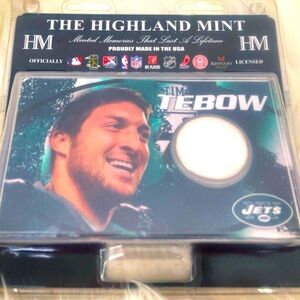 THE HIGHLAND MINT
HM
Minted Memories That Last A Lifetime
HM
PROUDLY MADE IN THE USA
OFFICIALLY
LICENSED
TIM
TEBOW
JETS